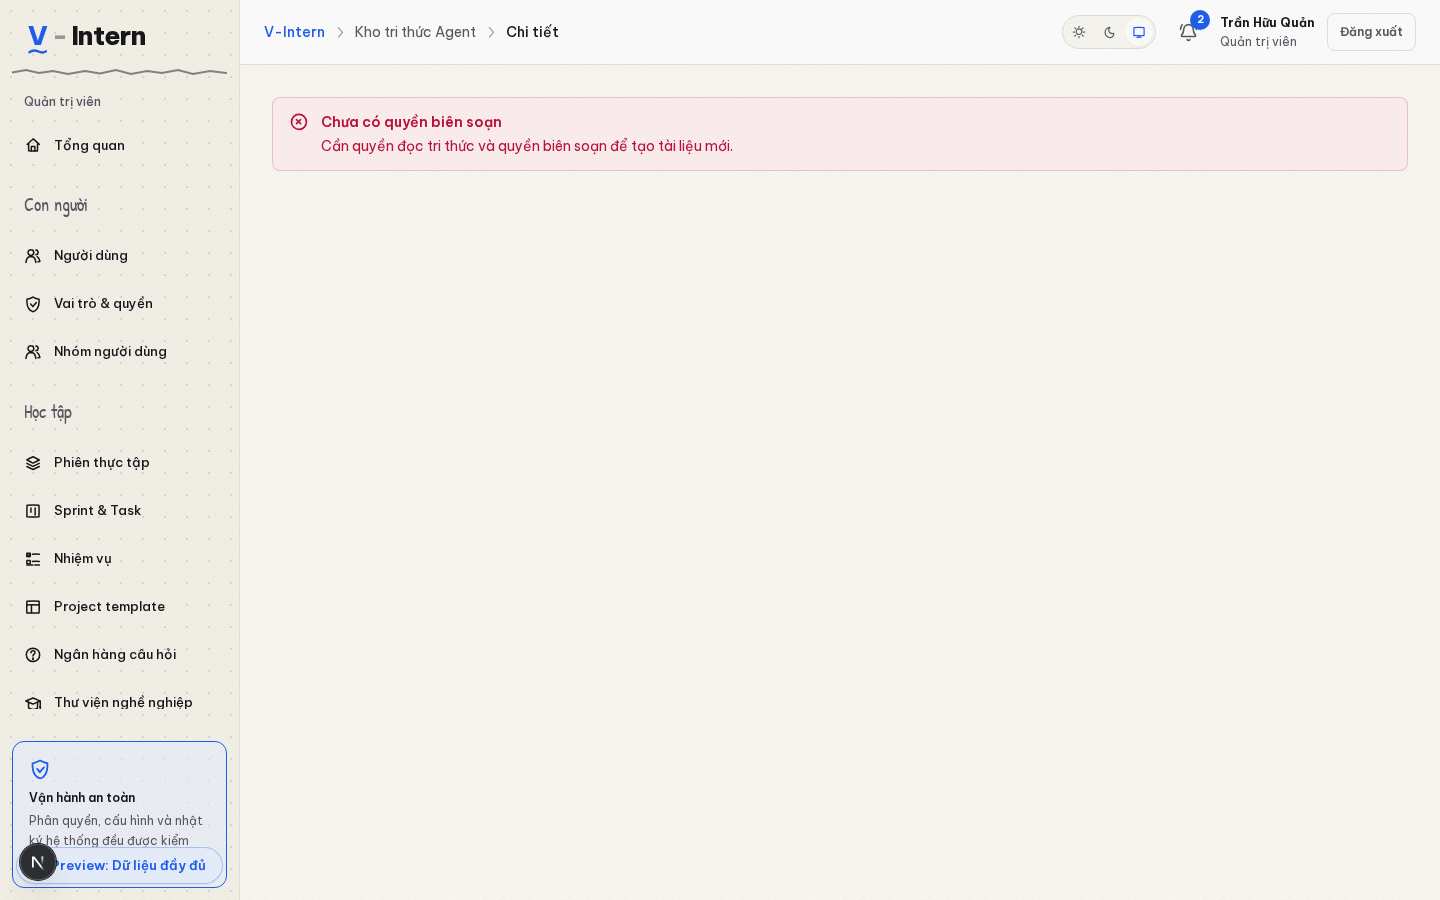 V - Intern
Quản trị viên
Tổng quan
Con người
Người dùng
Vai trò & quyền
Nhóm người dùng
Học tập
Phiên thực tập
Sprint & Task
Nhiệm vụ
Project template
Ngân hàng câu hỏi
Thư viện nghề nghiệp
Vận hành an toàn
Phân quyền, cấu hình và nhật
ký hệ thống đều được kiểm
Preview: Dữ liệu đầy đủ
N
V-Intern > Kho tri thức Agent > Chi tiết
2
Trần Hữu Quản
Quản trị viên
Đăng xuất
Chưa có quyền biên soạn
Cần quyền đọc tri thức và quyền biên soạn để tạo tài liệu mới.